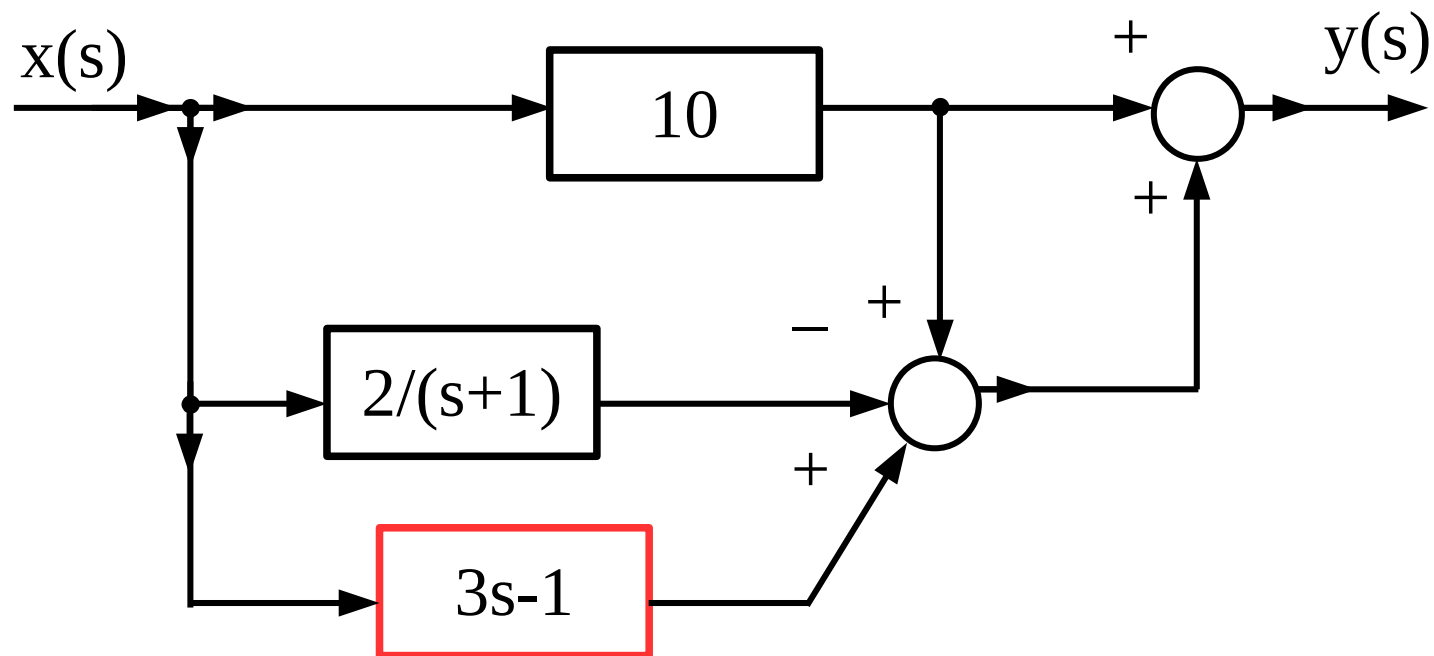 x(s)
+
y(s)
10
+
+
−
2/(s+1)
+
3s-1